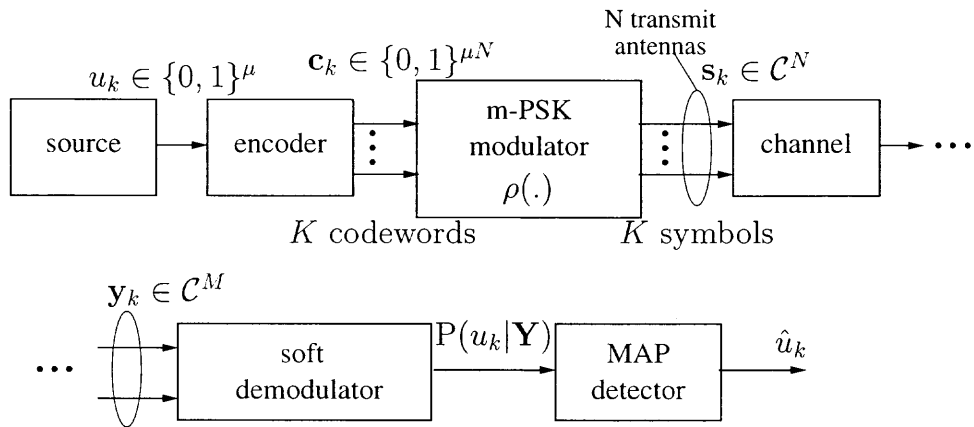 N transmit
antennas
u_k ∈ {0, 1}^μ
c_k ∈ {0, 1}^{μN}
s_k ∈ C^N
source
encoder
m-PSK
modulator
ρ(.)
channel
K codewords
K symbols
y_k ∈ C^M
soft
demodulator
P(u_k|Y)
MAP
detector
û_k